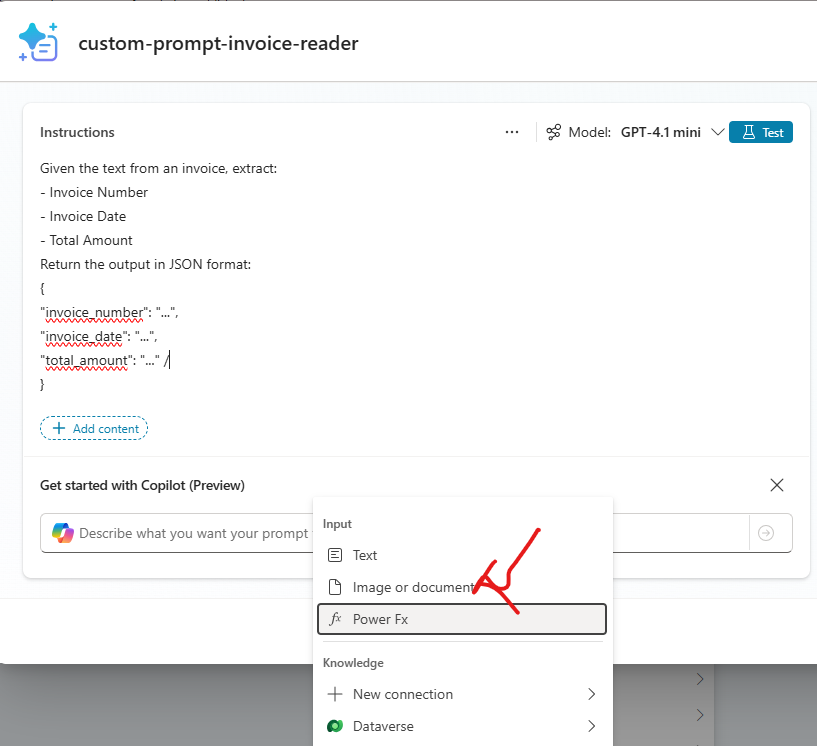 custom-prompt-invoice-reader
Instructions
... Model: GPT-4.1 mini Test
Given the text from an invoice, extract:
- Invoice Number
- Invoice Date
- Total Amount
Return the output in JSON format:
{
"invoice_number": "...",
"invoice_date": "...",
"total_amount": "..." /
}
+ Add content
Get started with Copilot (Preview)
Describe what you want your prompt
Input
Text
Image or document
fx Power Fx
Knowledge
New connection
Dataverse